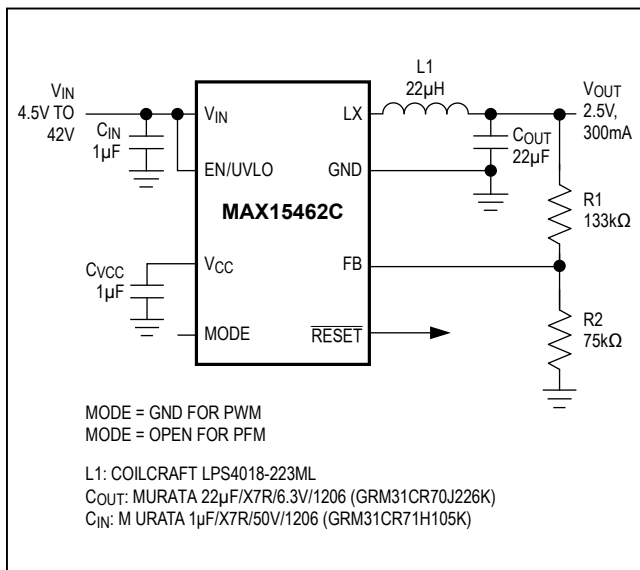 VIN
4.5V TO
42V
CIN
1µF
VIN
EN/UVLO
MAX15462C
VCC
CVCC
1µF
MODE
LX
GND
FB
RESET
L1
22µH
COUT
22µF
VOUT
2.5V,
300mA
R1
133kΩ
R2
75kΩ
MODE = GND FOR PWM
MODE = OPEN FOR PFM
L1: COILCRAFT LPS4018-223ML
COUT: MURATA 22µF/X7R/6.3V/1206 (GRM31CR70J226K)
CIN: M URATA 1µF/X7R/50V/1206 (GRM31CR71H105K)